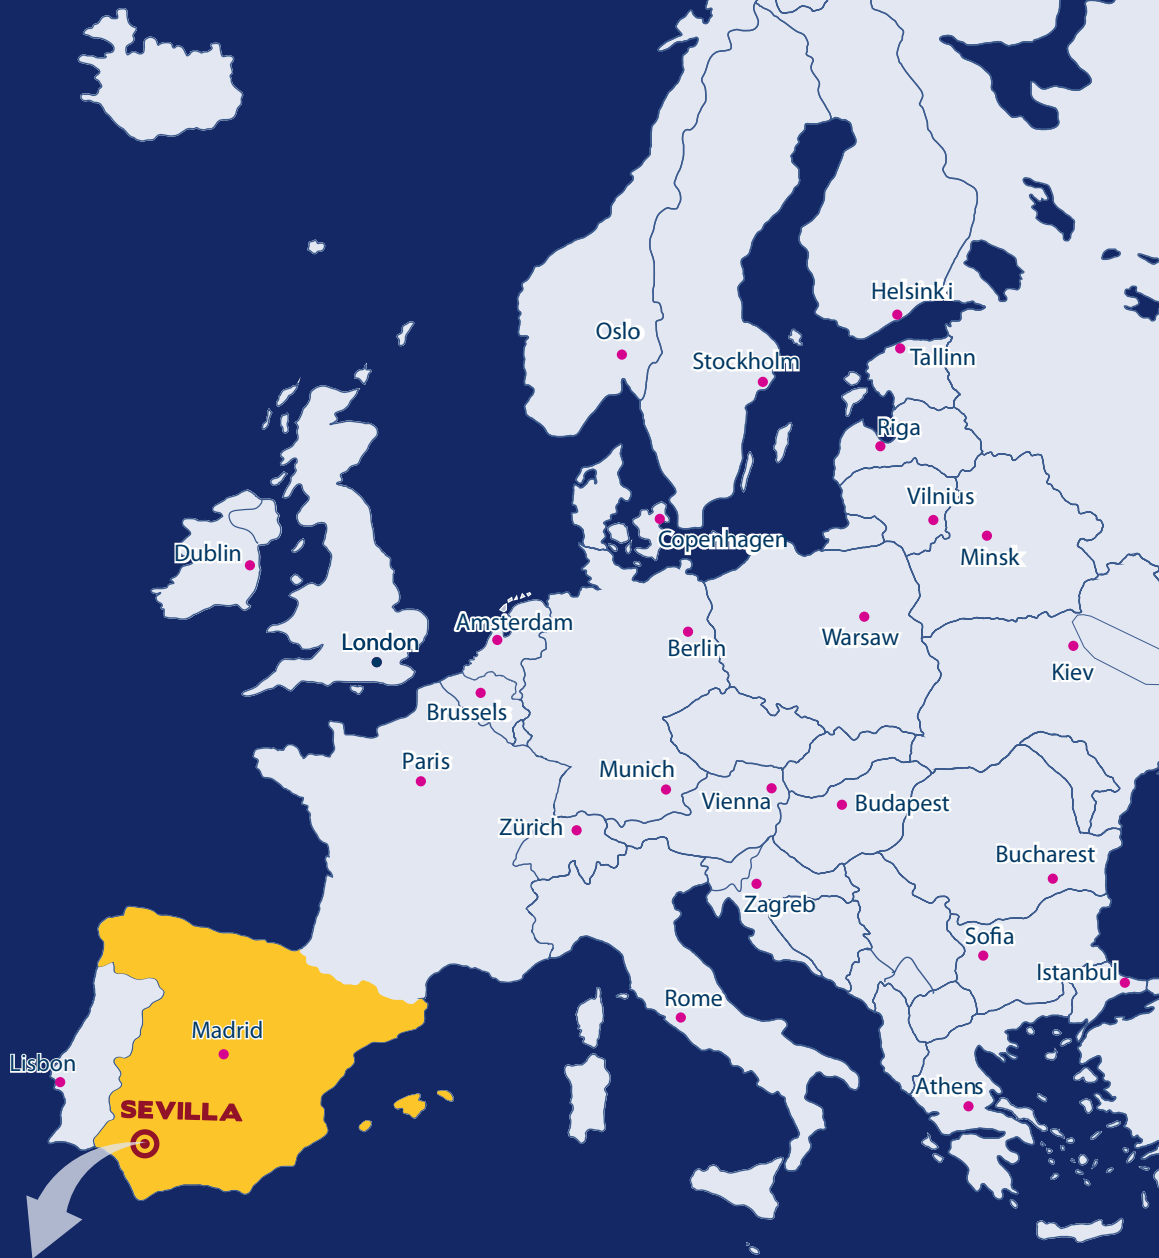 Helsinki
Oslo
Stockholm
Tallinn
Riga
Vilnius
Copenhagen
Dublin
Minsk
Amsterdam
London
Berlin
Warsaw
Kiev
Brussels
Paris
Munich
Vienna
Budapest
Zürich
Bucharest
Zagreb
Sofia
Istanbul
Rome
Madrid
Lisbon
Athens
SEVILLA